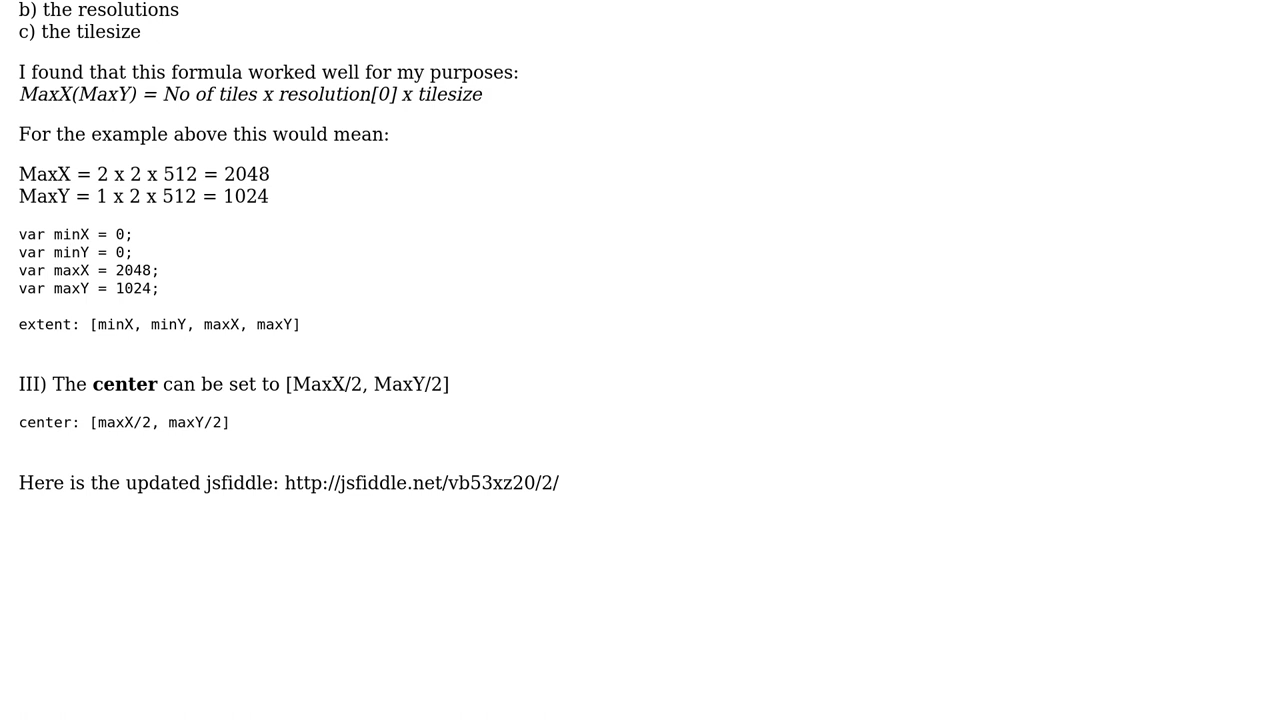 b) the resolutions
c) the tilesize
I found that this formula worked well for my purposes:
MaxX(MaxY) = No of tiles x resolution[0] x tilesize
For the example above this would mean:
MaxX = 2 x 2 x 512 = 2048
MaxY = 1 x 2 x 512 = 1024
var minX = 0;
var minY = 0;
var maxX = 2048;
var maxY = 1024;
extent: [minX, minY, maxX, maxY]
III) The center can be set to [MaxX/2, MaxY/2]
center: [maxX/2, maxY/2]
Here is the updated jsfiddle: http://jsfiddle.net/vb53xz20/2/